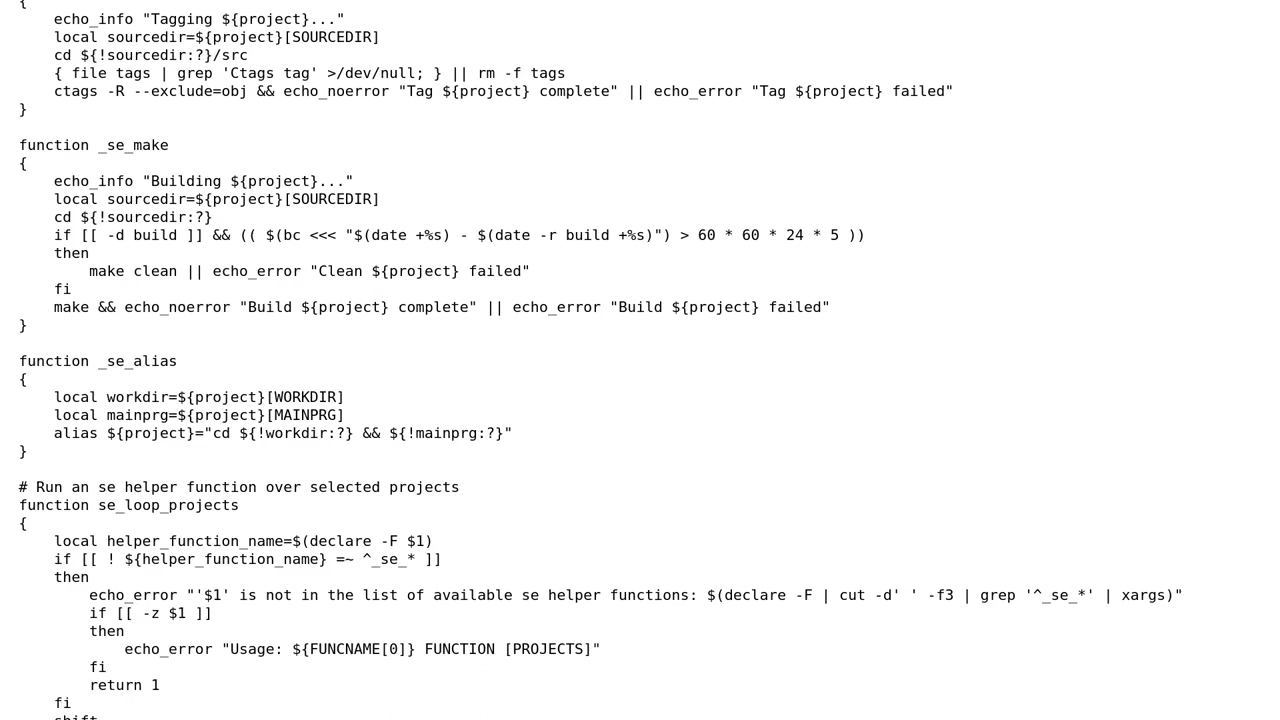 {
    echo_info "Tagging ${project}..."
    local sourcedir=${project}[SOURCEDIR]
    cd ${!sourcedir:?}/src
    { file tags | grep 'Ctags tag' >/dev/null; } || rm -f tags
    ctags -R --exclude=obj && echo_noerror "Tag ${project} complete" || echo_error "Tag ${project} failed"
}

function _se_make
{
    echo_info "Building ${project}..."
    local sourcedir=${project}[SOURCEDIR]
    cd ${!sourcedir:?}
    if [[ -d build ]] && (( $(bc <<< "$(date +%s) - $(date -r build +%s)") > 60 * 60 * 24 * 5 ))
    then
        make clean || echo_error "Clean ${project} failed"
    fi
    make && echo_noerror "Build ${project} complete" || echo_error "Build ${project} failed"
}

function _se_alias
{
    local workdir=${project}[WORKDIR]
    local mainprg=${project}[MAINPRG]
    alias ${project}="cd ${!workdir:?} && ${!mainprg:?}"
}

# Run an se helper function over selected projects
function se_loop_projects
{
    local helper_function_name=$(declare -F $1)
    if [[ ! ${helper_function_name} =~ ^_se_* ]]
    then
        echo_error "'$1' is not in the list of available se helper functions: $(declare -F | cut -d' ' -f3 | grep '^_se_*' | xargs)"
        if [[ -z $1 ]]
        then
            echo_error "Usage: ${FUNCNAME[0]} FUNCTION [PROJECTS]"
        fi
        return 1
    fi
    shift